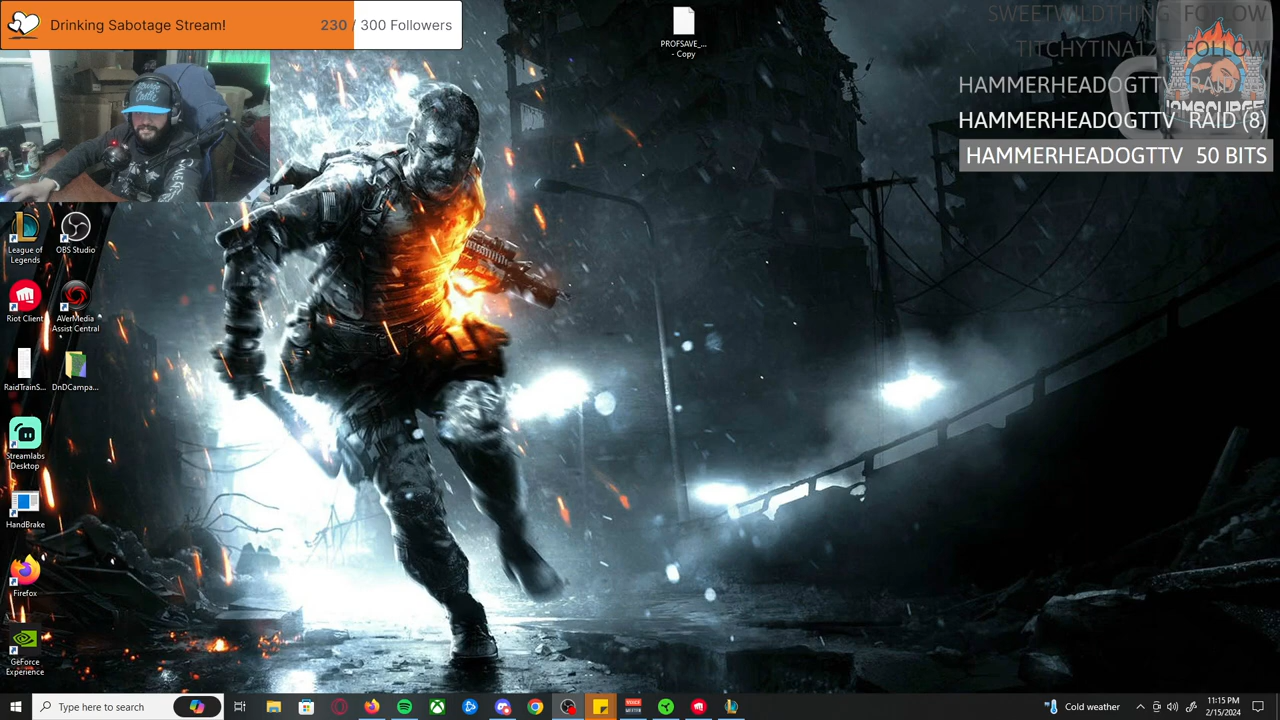 Drinking Sabotage Stream! 230 / 300 Followers
PROFSAVE_...
- Copy
SWEETWILDTHING FOLLOW
FOLLOW
HAMMERHEADOGTTV RAID
HAMMERHEADOGTTV RAID (8)
HAMMERHEADOGTTV 50 BITS
League of
Legends
OBS Studio
Riot Client
AVerMedia
Assist Central
RaidTrainS...
DnDCampa...
Streamlabs
Desktop
HandBrake
Firefox
GeForce
Experience
Type here to search
VOICE
MEETER
Cold weather
11:15 PM
2/15/2024